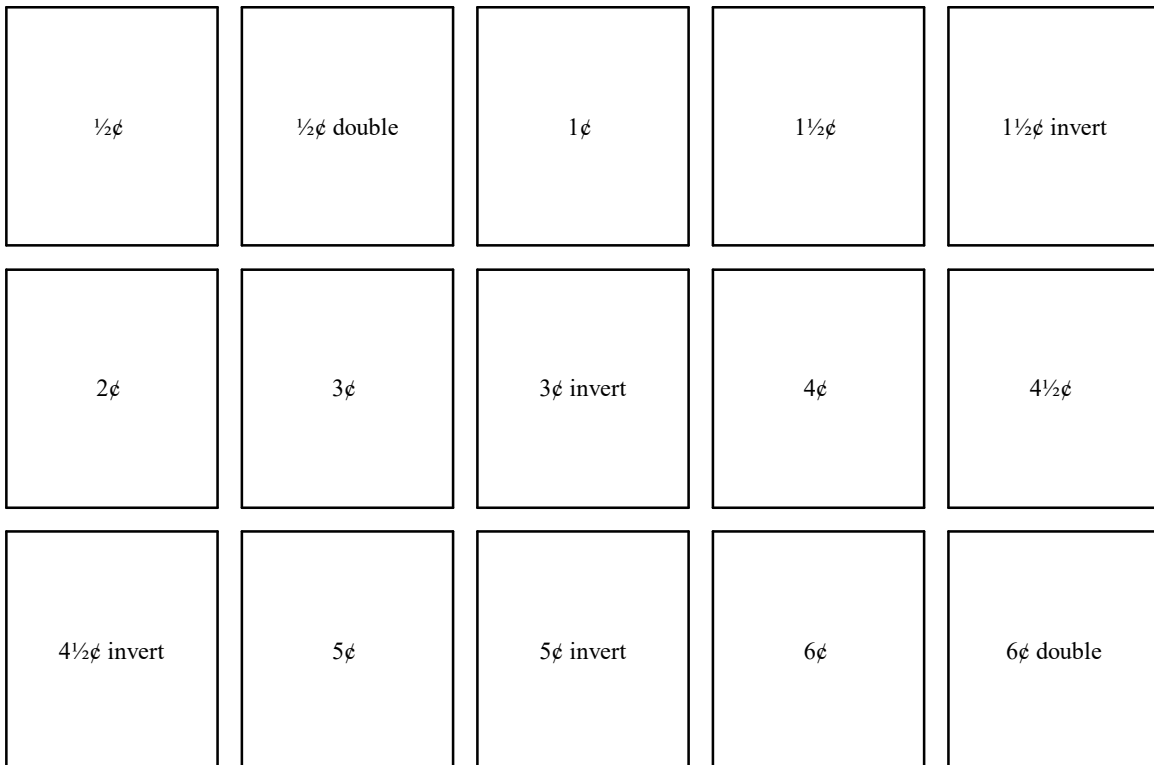 ½¢
½¢ double
1¢
1½¢
1½¢ invert
2¢
3¢
3¢ invert
4¢
4½¢
4½¢ invert
5¢
5¢ invert
6¢
6¢ double